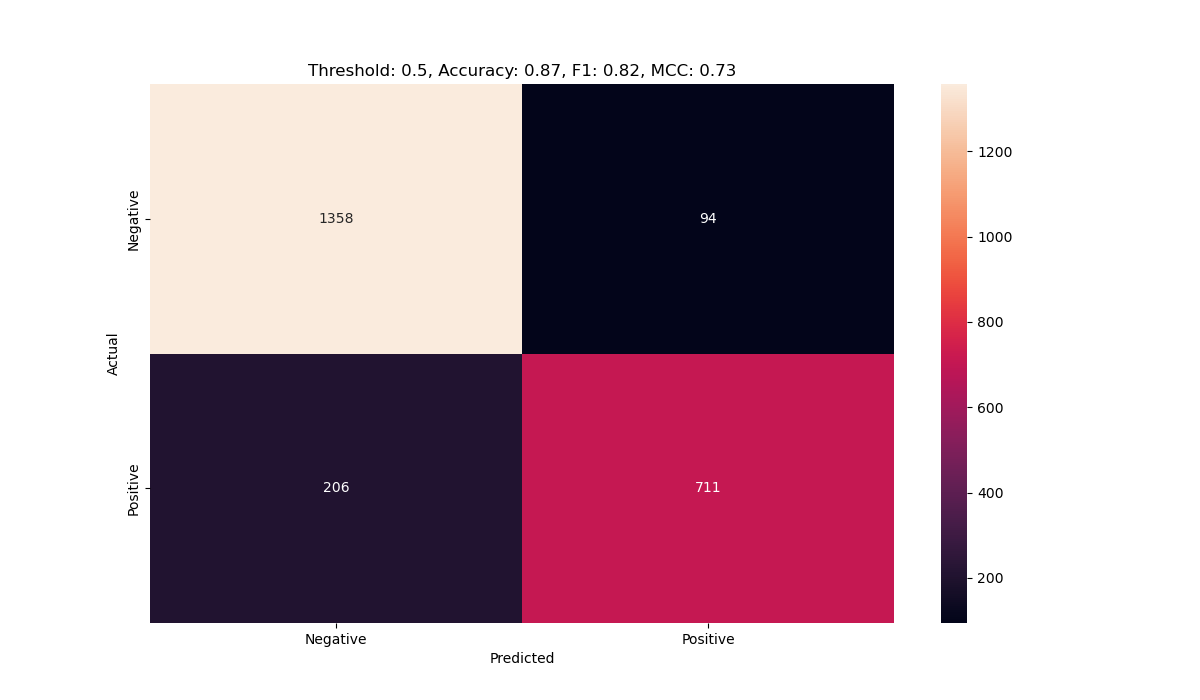 Threshold: 0.5, Accuracy: 0.87, F1: 0.82, MCC: 0.73
Negative
1358
94
1200
1000
800
Actual
600
Positive
206
711
400
200
Negative
Positive
Predicted